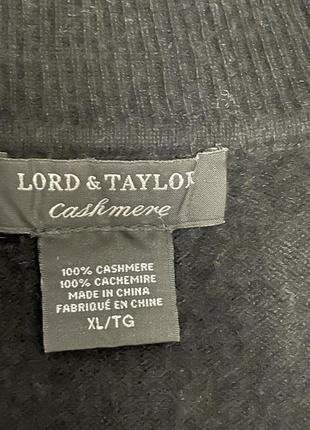 LORD & TAYLOR
cashmere
100% CASHMERE
100% CACHEMIRE
MADE IN CHINA
FABRIQUÉ EN CHINE
XL/TG